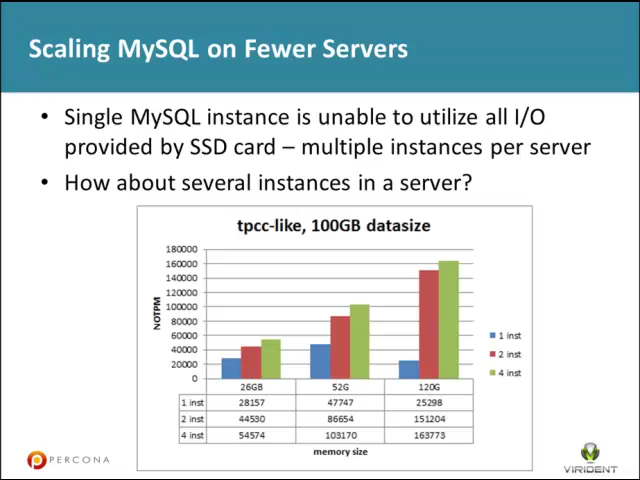 Scaling MySQL on Fewer Servers
• Single MySQL instance is unable to utilize all I/O
provided by SSD card – multiple instances per server
• How about several instances in a server?
tpcc-like, 100GB datasize
180000
160000
140000
120000
100000
80000
60000
40000
20000
0
NOTPM
1 inst
2 inst
4 inst
26GB 52G 120G
1 inst 28157 47747 25298
2 inst 44530 86654 151204
4 inst 54574 103170 163773
memory size
PERCONA
VIRIDENT